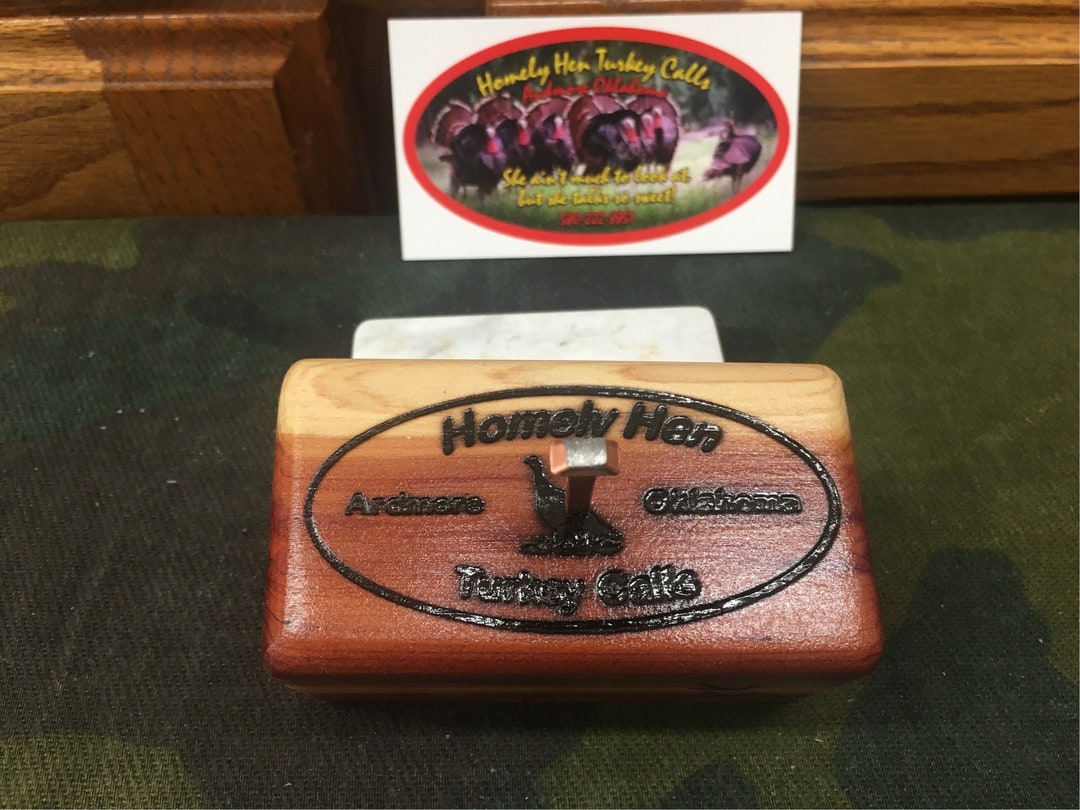 Homely Hen Turkey Calls
Ardmore Oklahoma
She ain't much to look at,
but she talks so sweet!
Homely Hen
Ardmore Oklahoma
Turkey Calls